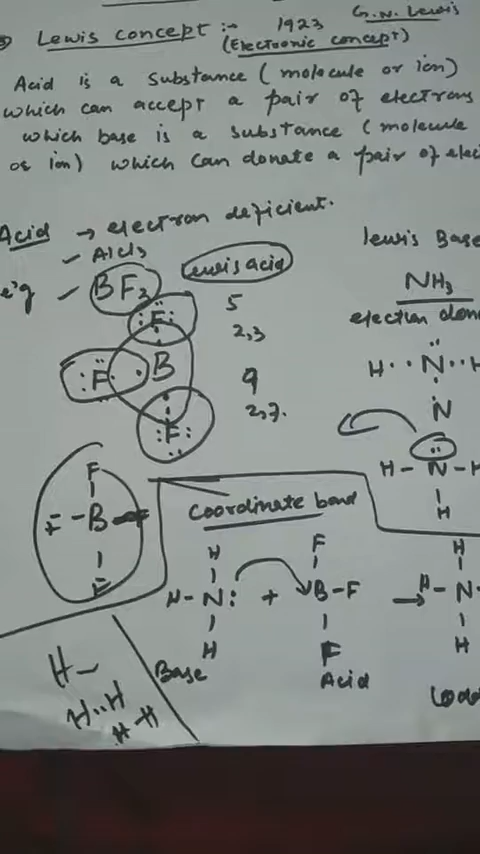 Lewis concept :- 1923 G.N. Lewis
(Electronic concept)
Acid is a substance ( molecule or ion)
which can accept a pair of electrons
which base is a substance ( molecule
or ion) which can donate a pair of elec
Acid → electron deficient.
AlCl3
e'g BF3 Lewis acid
5
2,3
9
2,7.
F
F B
F
lewis Base
NH3
election don
H N H
N
H - N - H
H
F
F - B - F
F
Coordinate bond
H F H
H - N : + B - F → H - N -
H F H
Base Acid
H -
H..H
H-H